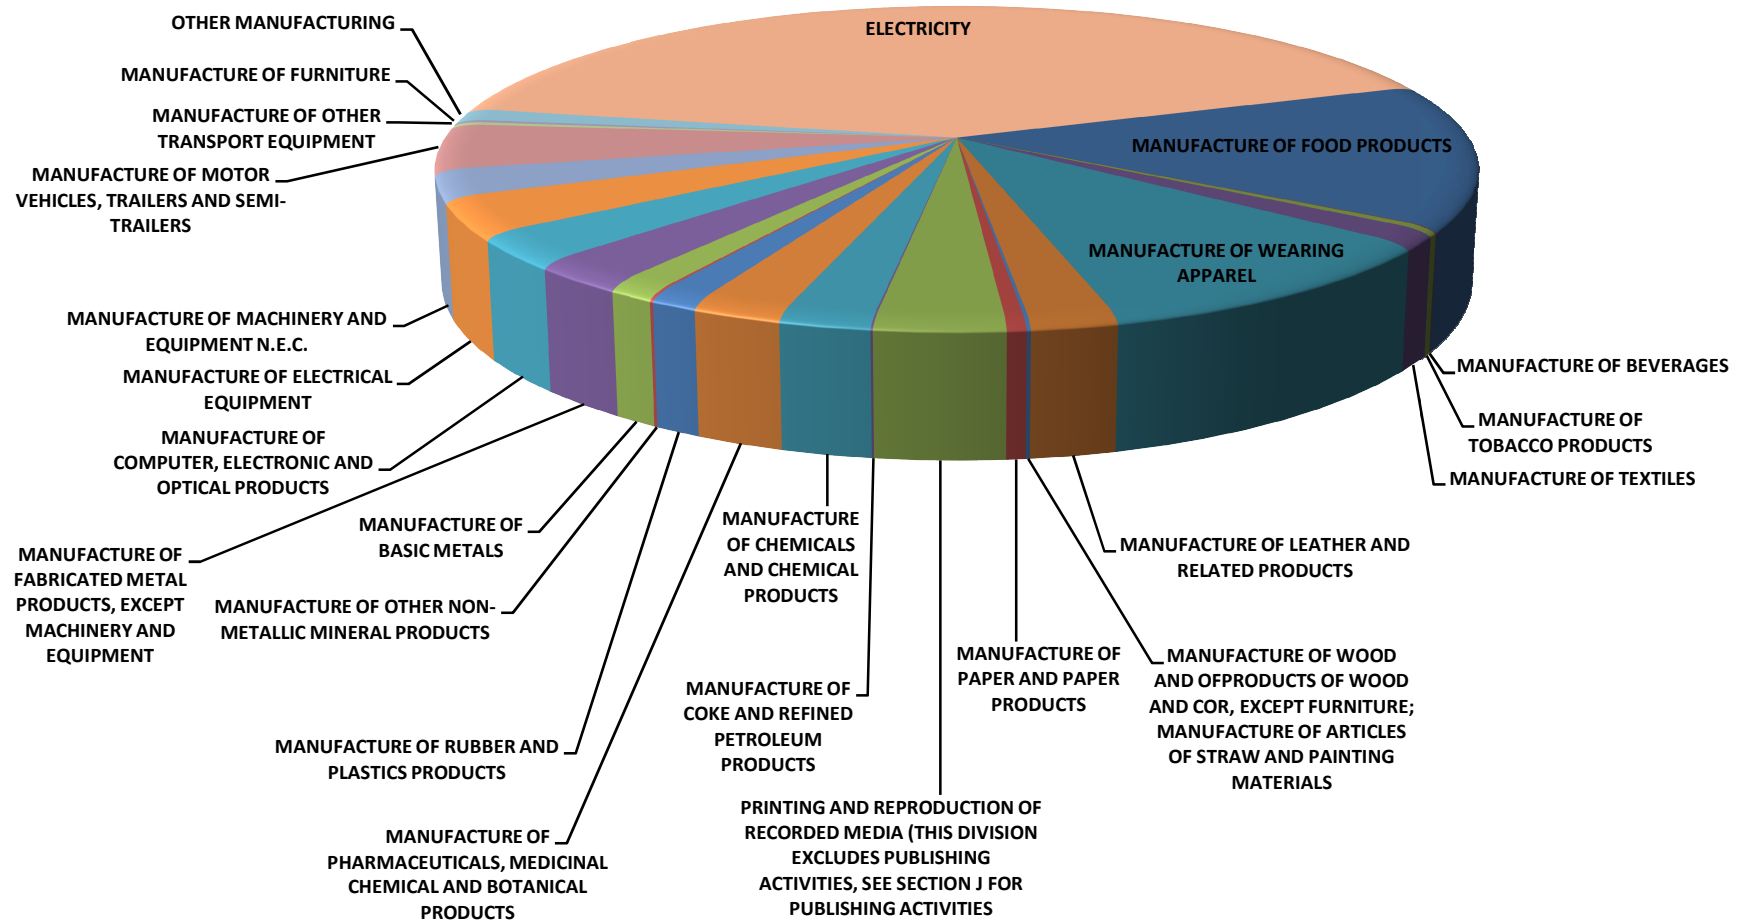 OTHER MANUFACTURING
ELECTRICITY
MANUFACTURE OF FURNITURE
MANUFACTURE OF OTHER
TRANSPORT EQUIPMENT
MANUFACTURE OF FOOD PRODUCTS
MANUFACTURE OF MOTOR
VEHICLES, TRAILERS AND SEMI-
TRAILERS
MANUFACTURE OF WEARING
APPAREL
MANUFACTURE OF MACHINERY AND
EQUIPMENT N.E.C.
MANUFACTURE OF BEVERAGES
MANUFACTURE OF ELECTRICAL
EQUIPMENT
MANUFACTURE OF
TOBACCO PRODUCTS
MANUFACTURE OF
COMPUTER, ELECTRONIC AND
OPTICAL PRODUCTS
MANUFACTURE OF TEXTILES
MANUFACTURE OF
BASIC METALS
MANUFACTURE
OF CHEMICALS
AND CHEMICAL
PRODUCTS
MANUFACTURE OF LEATHER AND
RELATED PRODUCTS
MANUFACTURE OF
FABRICATED METAL
PRODUCTS, EXCEPT
MACHINERY AND
EQUIPMENT
MANUFACTURE OF OTHER NON-
METALLIC MINERAL PRODUCTS
MANUFACTURE OF
PAPER AND PAPER
PRODUCTS
MANUFACTURE OF WOOD
AND OFPRODUCTS OF WOOD
AND COR, EXCEPT FURNITURE;
MANUFACTURE OF ARTICLES
OF STRAW AND PAINTING
MATERIALS
MANUFACTURE OF
COKE AND REFINED
PETROLEUM
PRODUCTS
MANUFACTURE OF RUBBER AND
PLASTICS PRODUCTS
PRINTING AND REPRODUCTION OF
RECORDED MEDIA (THIS DIVISION
EXCLUDES PUBLISHING
ACTIVITIES, SEE SECTION J FOR
PUBLISHING ACTIVITIES
MANUFACTURE OF
PHARMACEUTICALS, MEDICINAL
CHEMICAL AND BOTANICAL
PRODUCTS